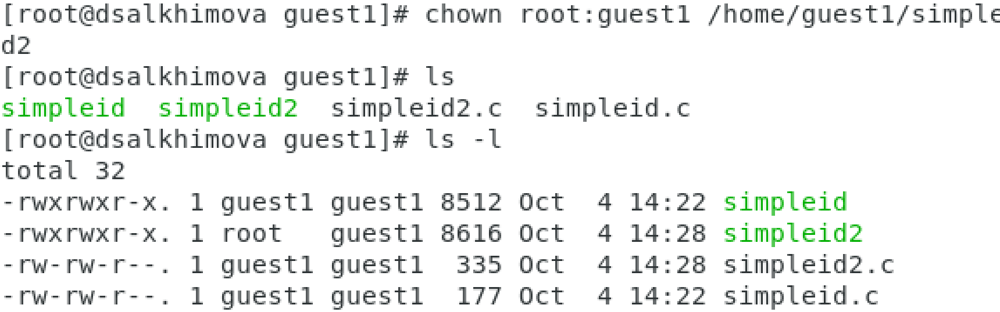 [root@dsalkhimova guest1]# chown root:guest1 /home/guest1/simple
d2
[root@dsalkhimova guest1]# ls
simpleid  simpleid2  simpleid2.c  simpleid.c
[root@dsalkhimova guest1]# ls -l
total 32
-rwxrwxr-x. 1 guest1 guest1 8512 Oct  4 14:22 simpleid
-rwxrwxr-x. 1 root   guest1 8616 Oct  4 14:28 simpleid2
-rw-rw-r--. 1 guest1 guest1  335 Oct  4 14:28 simpleid2.c
-rw-rw-r--. 1 guest1 guest1  177 Oct  4 14:22 simpleid.c